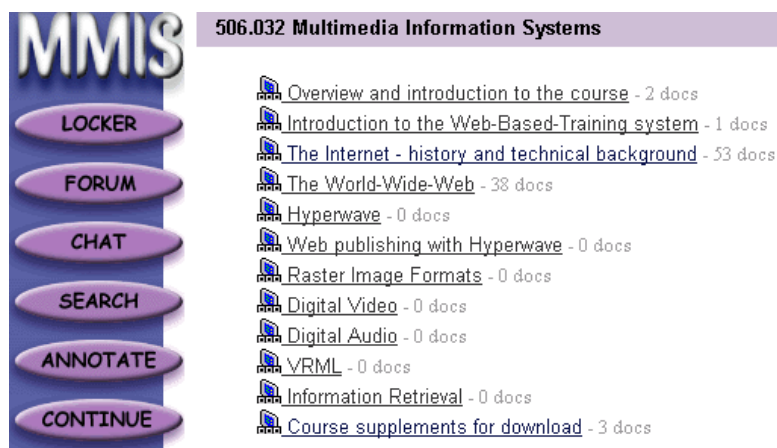 MMIS
506.032 Multimedia Information Systems
LOCKER
FORUM
CHAT
SEARCH
ANNOTATE
CONTINUE
Overview and introduction to the course - 2 docs
Introduction to the Web-Based-Training system - 1 docs
The Internet - history and technical background - 53 docs
The World-Wide-Web - 38 docs
Hyperwave - 0 docs
Web publishing with Hyperwave - 0 docs
Raster Image Formats - 0 docs
Digital Video - 0 docs
Digital Audio - 0 docs
VRML - 0 docs
Information Retrieval - 0 docs
Course supplements for download - 3 docs